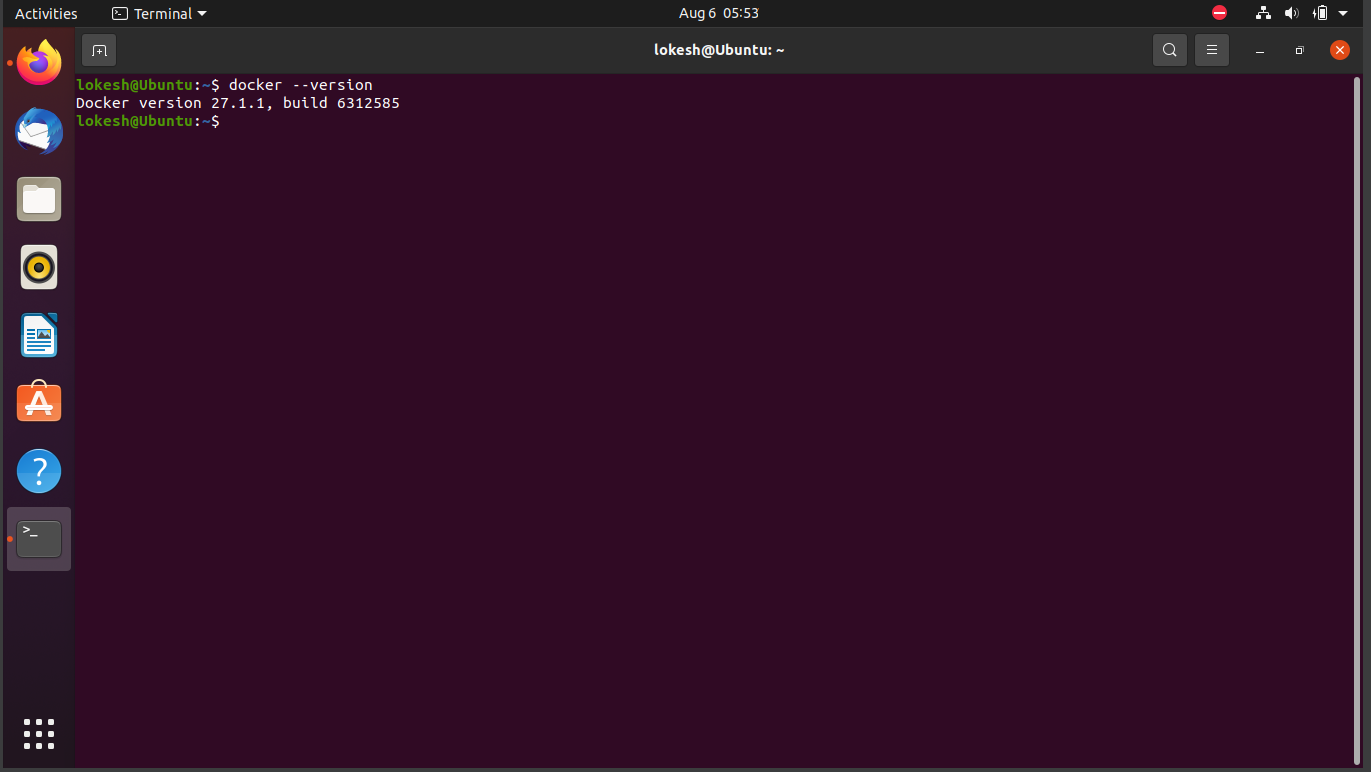 Activities
Terminal
Aug 6 05:53
lokesh@Ubuntu: ~
lokesh@Ubuntu:~$ docker --version
Docker version 27.1.1, build 6312585
lokesh@Ubuntu:~$
?
>_